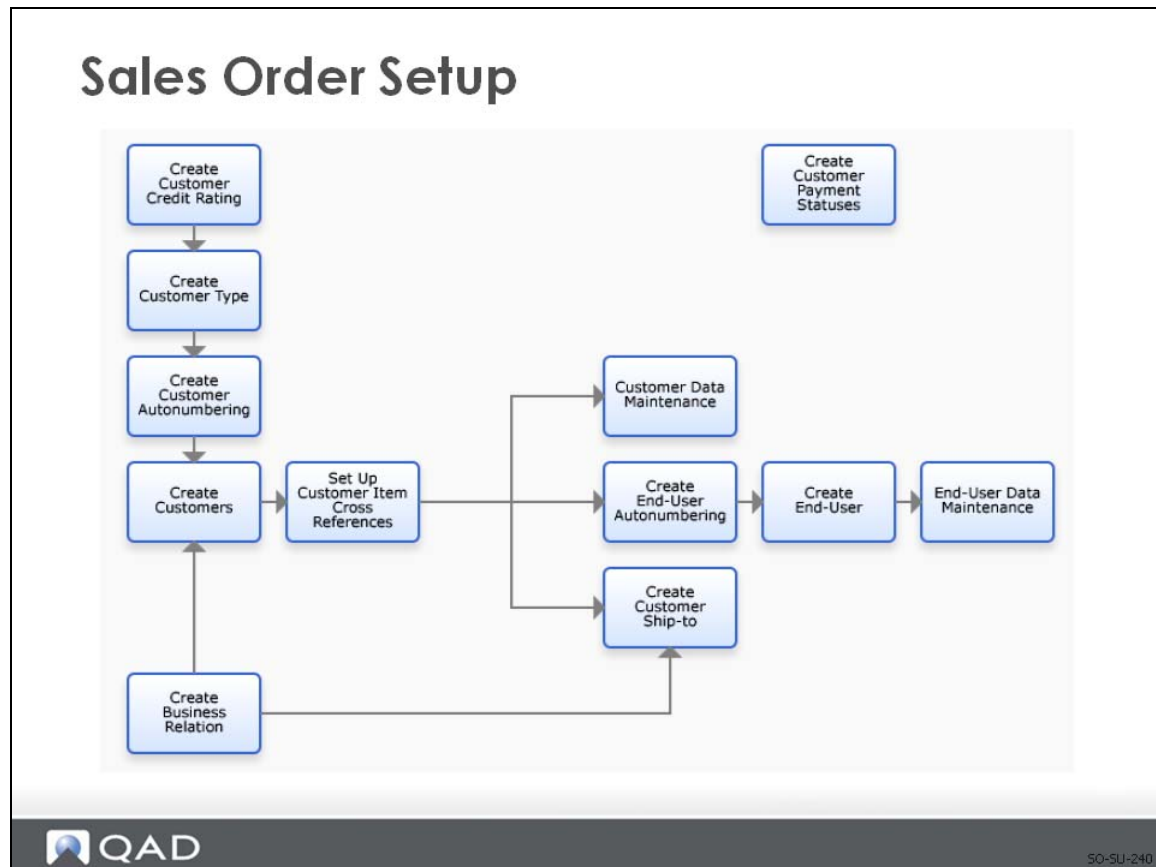 Sales Order Setup
Create
Customer
Credit Rating
Create
Customer
Payment
Statuses
Create
Customer Type
Create
Customer
Autonumbering
Customer Data
Maintenance
Create
Customers
Set Up
Customer Item
Cross
References
Create
End-User
Autonumbering
Create
End-User
End-User Data
Maintenance
Create
Customer
Ship-to
Create
Business
Relation
QAD
SO-SU-240